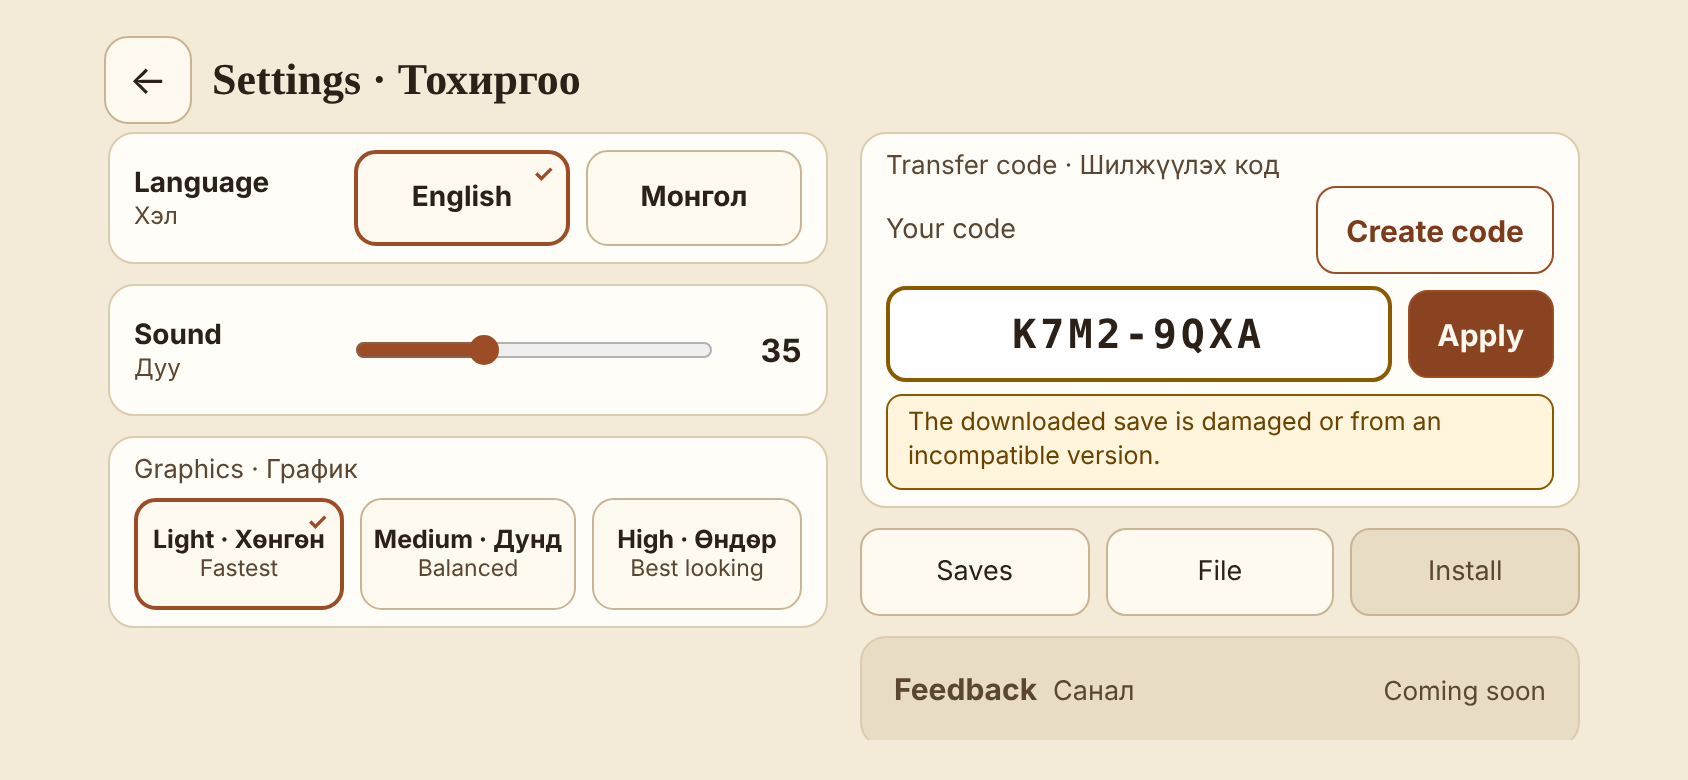 Settings · Тохиргоо
Language
Хэл
English
Монгол
Sound
Дуу
35
Graphics · График
Light · Хөнгөн
Fastest
Medium · Дунд
Balanced
High · Өндөр
Best looking
Transfer code · Шилжүүлэх код
Your code
Create code
K7M2-9QXA
Apply
The downloaded save is damaged or from an
incompatible version.
Saves
File
Install
Feedback Санал
Coming soon